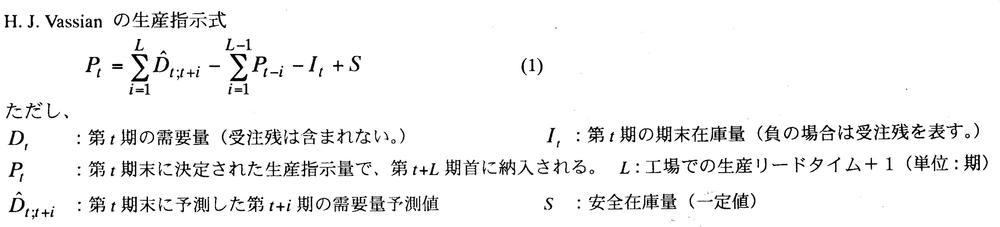 H. J. Vassian の生産指示式
P_t = \sum_{i=1}^{L} \hat{D}_{t;t+i} − \sum_{i=1}^{L−1} P_{t−i} − I_t + S (1)
ただし、
D_t : 第 t 期の需要量（受注残は含まれない。） I_t : 第 t 期の期末在庫量（負の場合は受注残を表す。）
P_t : 第 t 期末に決定された生産指示量で、第 t+L 期首に納入される。 L : 工場での生産リードタイム＋１（単位：期）
\hat{D}_{t;t+i} : 第 t 期末に予測した第 t+i 期の需要量予測値 S : 安全在庫量（一定値）